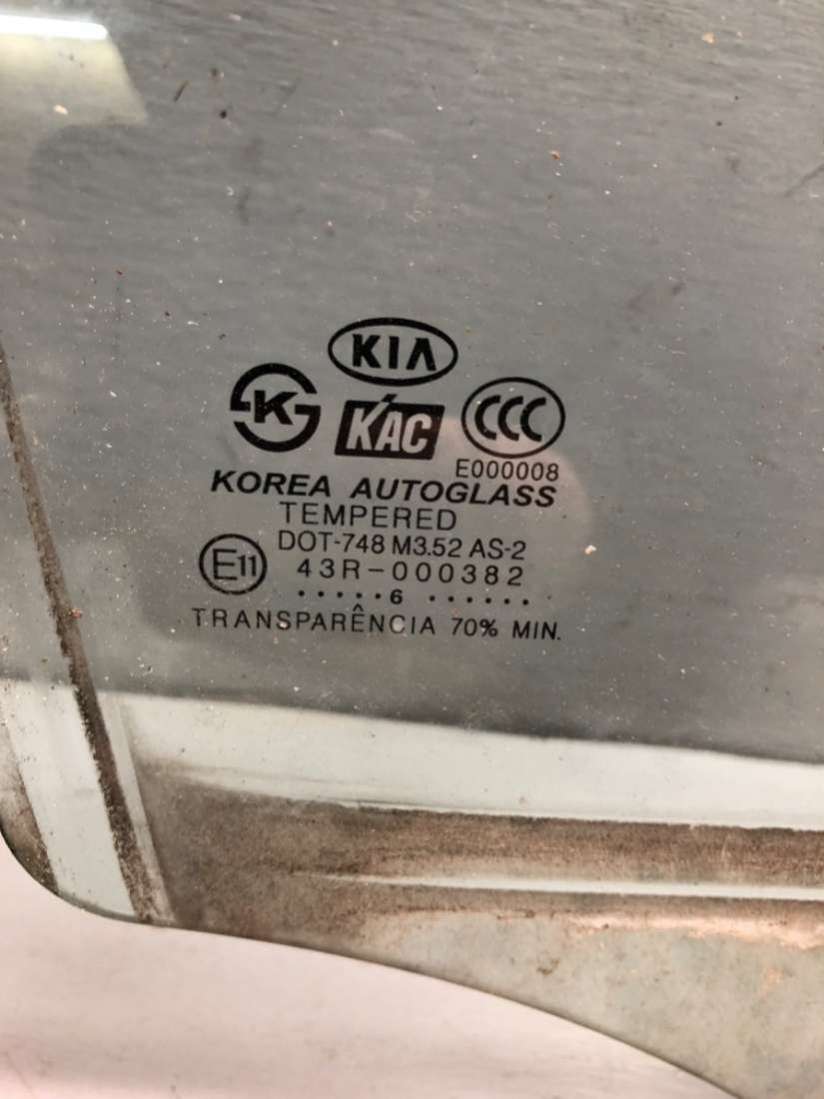 KIA
K
KAC
CCC
E000008
KOREA AUTOGLASS
TEMPERED
DOT-748 M3.52 AS-2
E11
43R-000382
.....6 ......
TRANSPARÊNCIA 70% MIN.